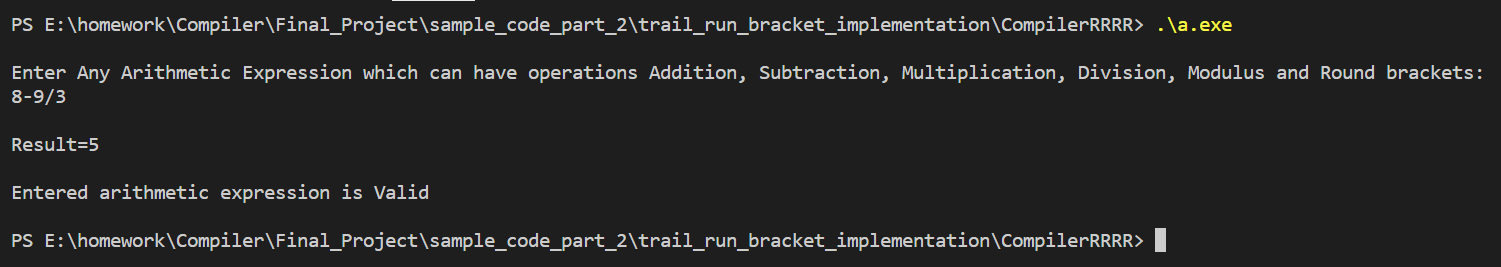 PS E:\homework\Compiler\Final_Project\sample_code_part_2\trail_run_bracket_implementation\CompilerRRRR> .\a.exe
Enter Any Arithmetic Expression which can have operations Addition, Subtraction, Multiplication, Division, Modulus and Round brackets:
8-9/3
Result=5
Entered arithmetic expression is Valid
PS E:\homework\Compiler\Final_Project\sample_code_part_2\trail_run_bracket_implementation\CompilerRRRR>